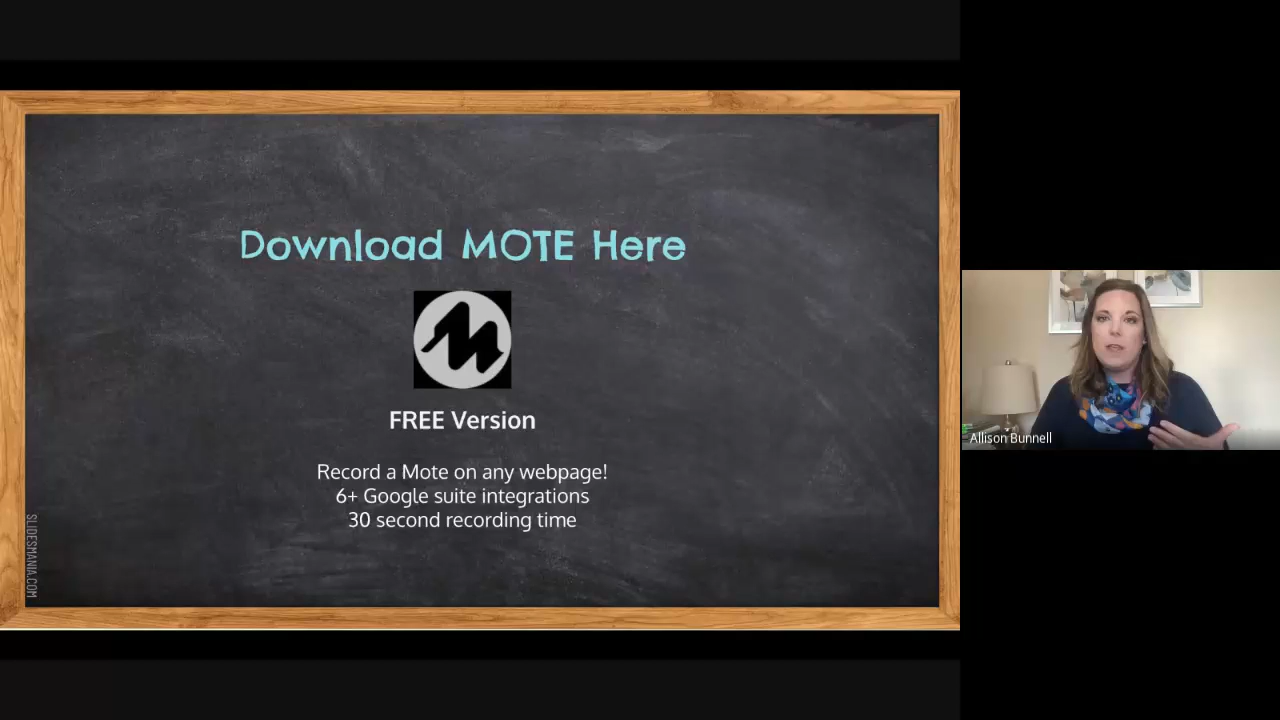 Download MOTE Here
FREE Version
Record a Mote on any webpage!
6+ Google suite integrations
30 second recording time
SLIDESMANIA.COM
Allison Bunnell